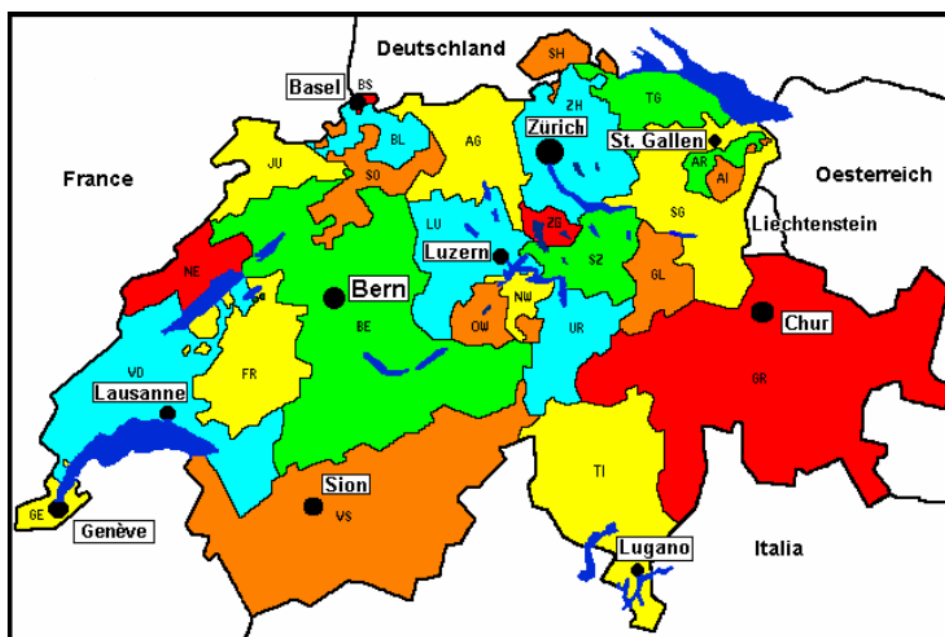 Deutschland
SH
Basel
BS
ZH
TG
Zürich
BL
AG
St. Gallen
JU
SO
AR
AI
France
Oesterreich
SG
LU
ZG
Liechtenstein
Luzern
SZ
NE
GL
Bern
NW
OW
UR
BE
Chur
VD
FR
GR
Lausanne
TI
Sion
VS
GE
Genève
Lugano
Italia